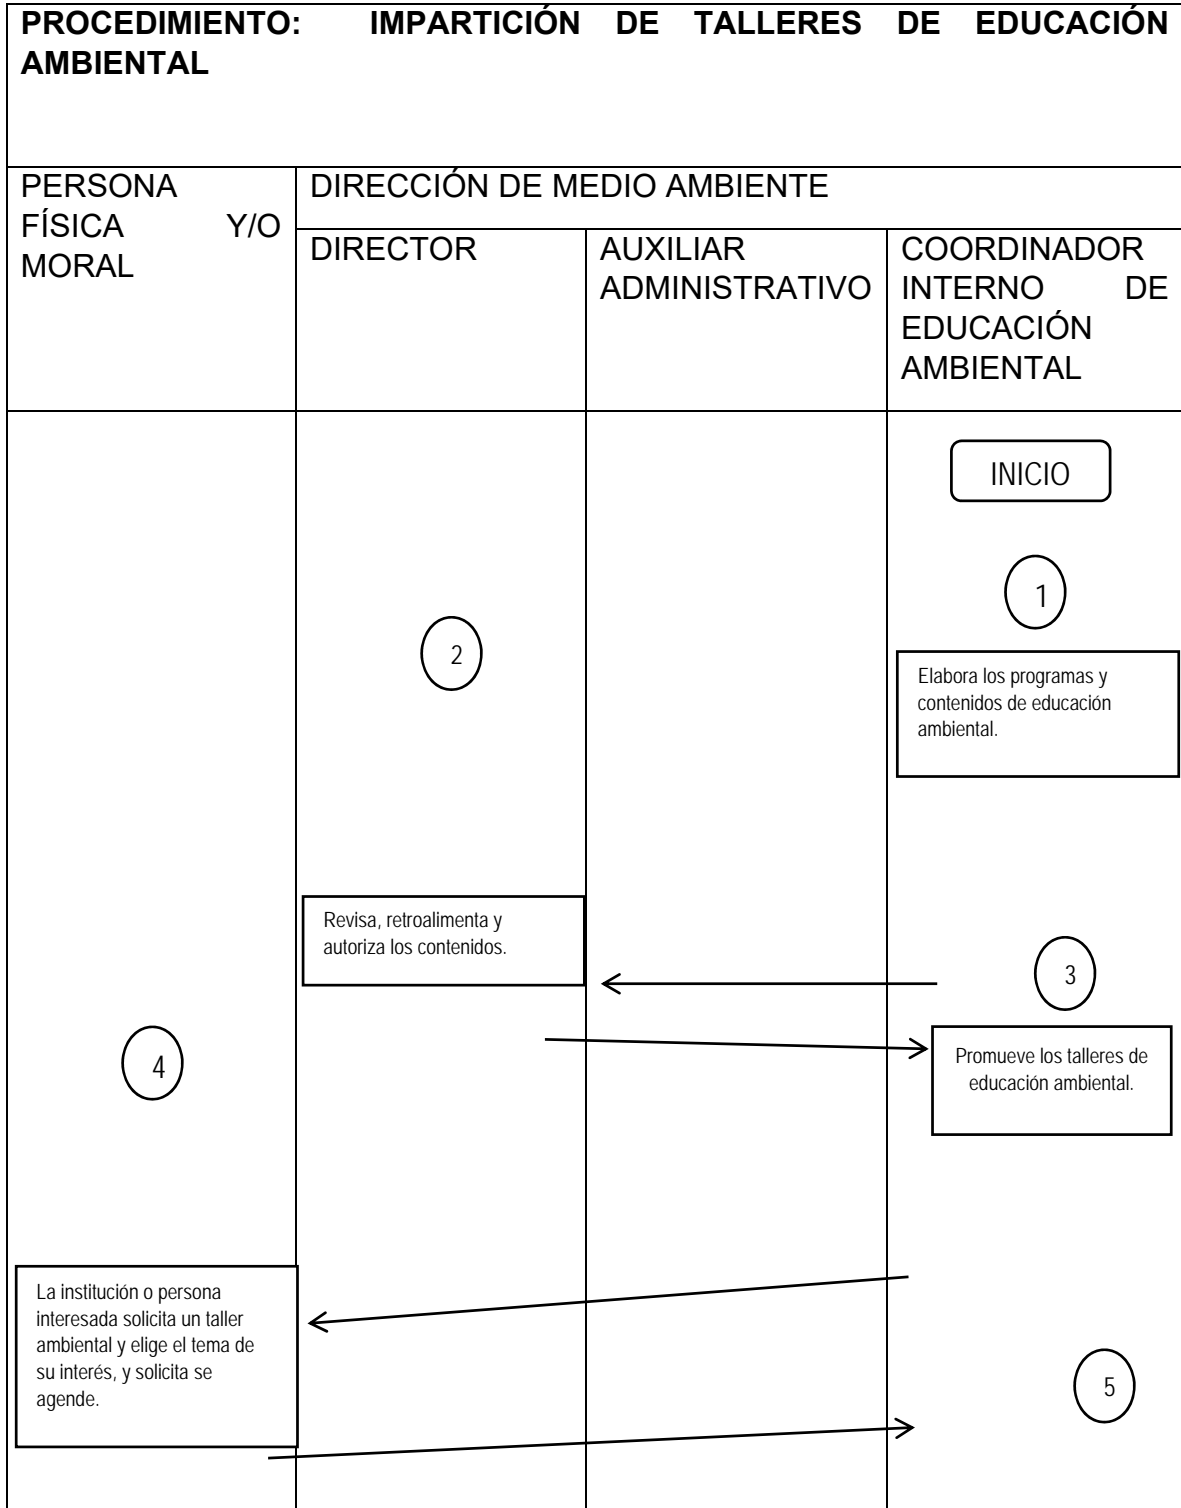 PROCEDIMIENTO: IMPARTICIÓN DE TALLERES DE EDUCACIÓN
AMBIENTAL
PERSONA
FÍSICA Y/O
MORAL
DIRECCIÓN DE MEDIO AMBIENTE
DIRECTOR
AUXILIAR
ADMINISTRATIVO
COORDINADOR
INTERNO DE
EDUCACIÓN
AMBIENTAL
INICIO
1
Elabora los programas y
contenidos de educación
ambiental.
2
Revisa, retroalimenta y
autoriza los contenidos.
3
Promueve los talleres de
educación ambiental.
4
La institución o persona
interesada solicita un taller
ambiental y elige el tema de
su interés, y solicita se
agende.
5